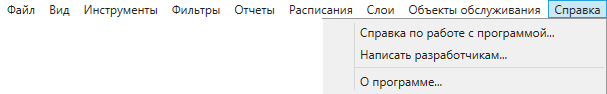 Файл Вид Инструменты Фильтры Отчеты Расписания Слои Объекты обслуживания Справка
Справка по работе с программой...
Написать разработчикам...
О программе...